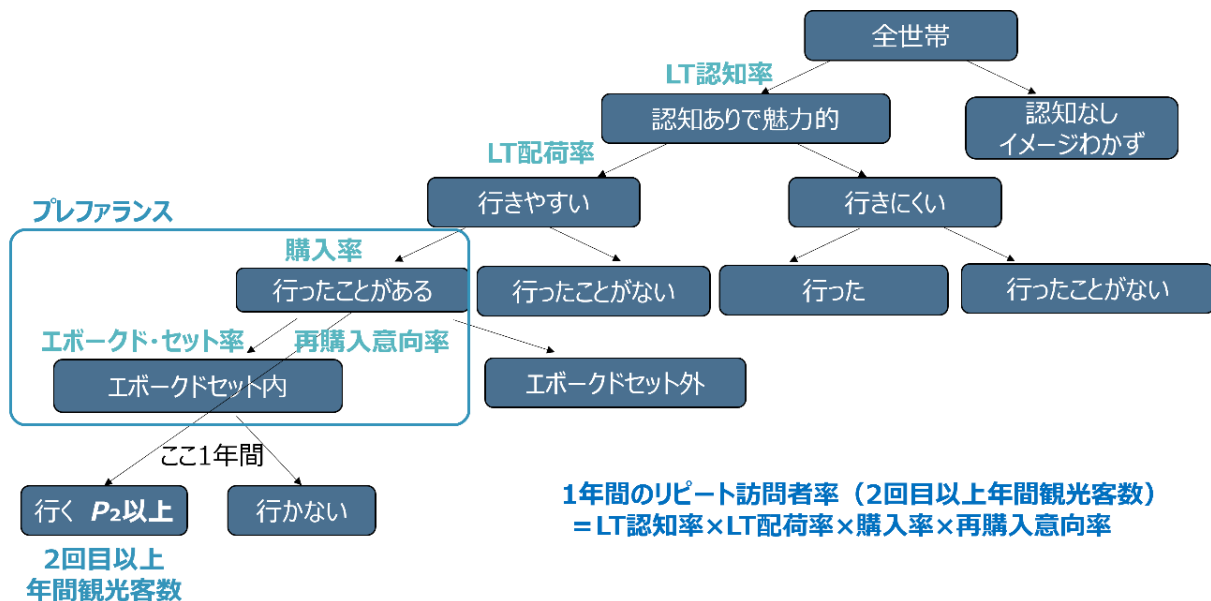 全世帯
LT認知率
認知ありで魅力的
認知なし
イメージわかず
LT配荷率
行きやすい
行きにくい
プレファランス
購入率
行ったことがある
行ったことがない
行った
行ったことがない
エボークド・セット率
再購入意向率
エボークドセット内
エボークドセット外
ここ1年間
行く P₂以上
行かない
2回目以上
年間観光客数
1年間のリピート訪問者率（2回目以上年間観光客数）
＝LT認知率×LT配荷率×購入率×再購入意向率